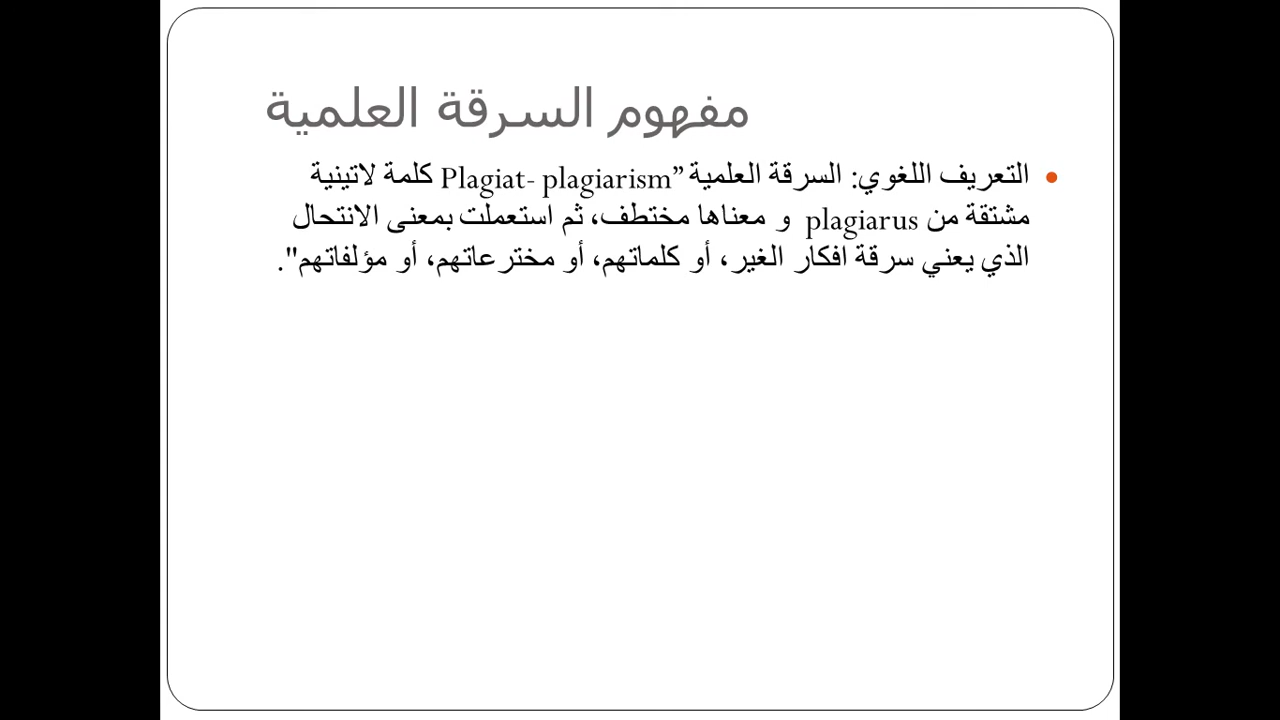 مفهوم السرقة العلمية
• التعريف اللغوي: السرقة العلمية ”Plagiat- plagiarism كلمة لاتينية
مشتقة من plagiarus و معناها مختطف، ثم استعملت بمعنى الانتحال
الذي يعني سرقة افكار الغير، أو كلماتهم، أو مخترعاتهم، أو مؤلفاتهم".